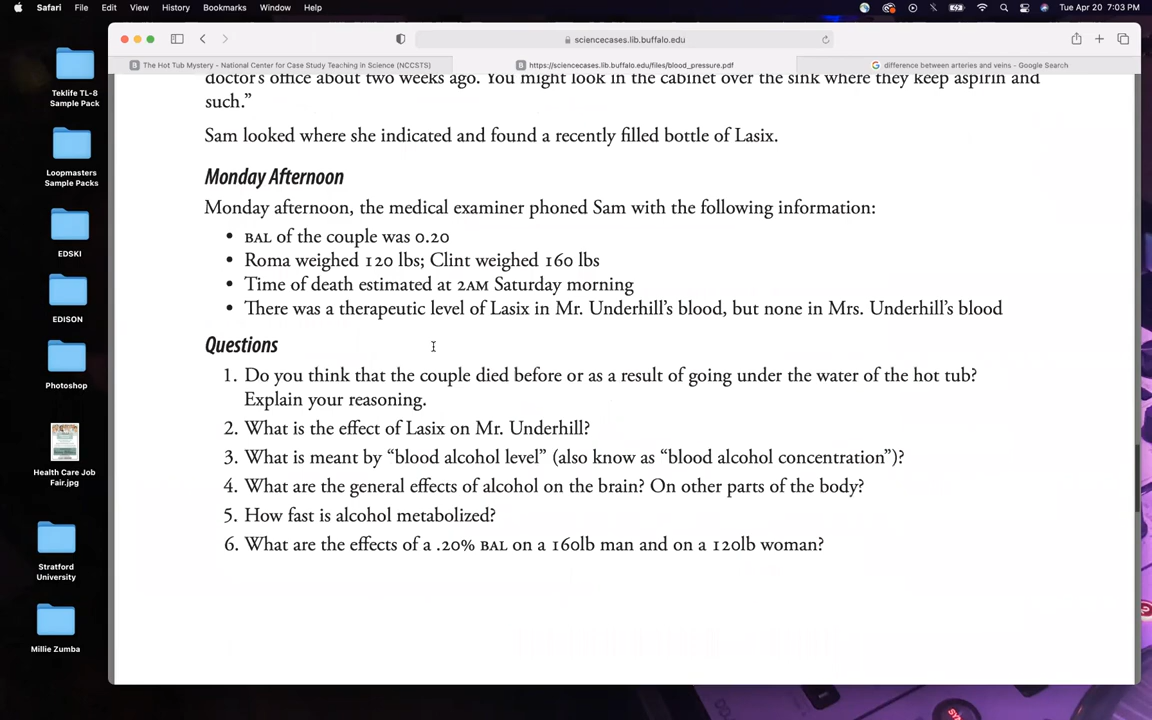 Safari File Edit View History Bookmarks Window Help Tue Apr 20 7:03 PM
sciencecases.lib.buffalo.edu
The Hot Tub Mystery - National Center for Case Study Teaching in Science (NCCSTS) https://sciencecases.lib.buffalo.edu/files/blood_pressure.pdf difference between arteries and veins - Google Search
doctor's office about two weeks ago. You might look in the cabinet over the sink where they keep aspirin and
such.”
Sam looked where she indicated and found a recently filled bottle of Lasix.
Monday Afternoon
Monday afternoon, the medical examiner phoned Sam with the following information:
• BAL of the couple was 0.20
• Roma weighed 120 lbs; Clint weighed 160 lbs
• Time of death estimated at 2AM Saturday morning
• There was a therapeutic level of Lasix in Mr. Underhill's blood, but none in Mrs. Underhill's blood
Questions
1. Do you think that the couple died before or as a result of going under the water of the hot tub?
Explain your reasoning.
2. What is the effect of Lasix on Mr. Underhill?
3. What is meant by “blood alcohol level” (also know as “blood alcohol concentration”)?
4. What are the general effects of alcohol on the brain? On other parts of the body?
5. How fast is alcohol metabolized?
6. What are the effects of a .20% BAL on a 160lb man and on a 120lb woman?
Teklife TL-8
Sample Pack
Loopmasters
Sample Packs
EDSKI
EDISON
Photoshop
Health Care Job
Fair.jpg
Stratford
University
Millie Zumba